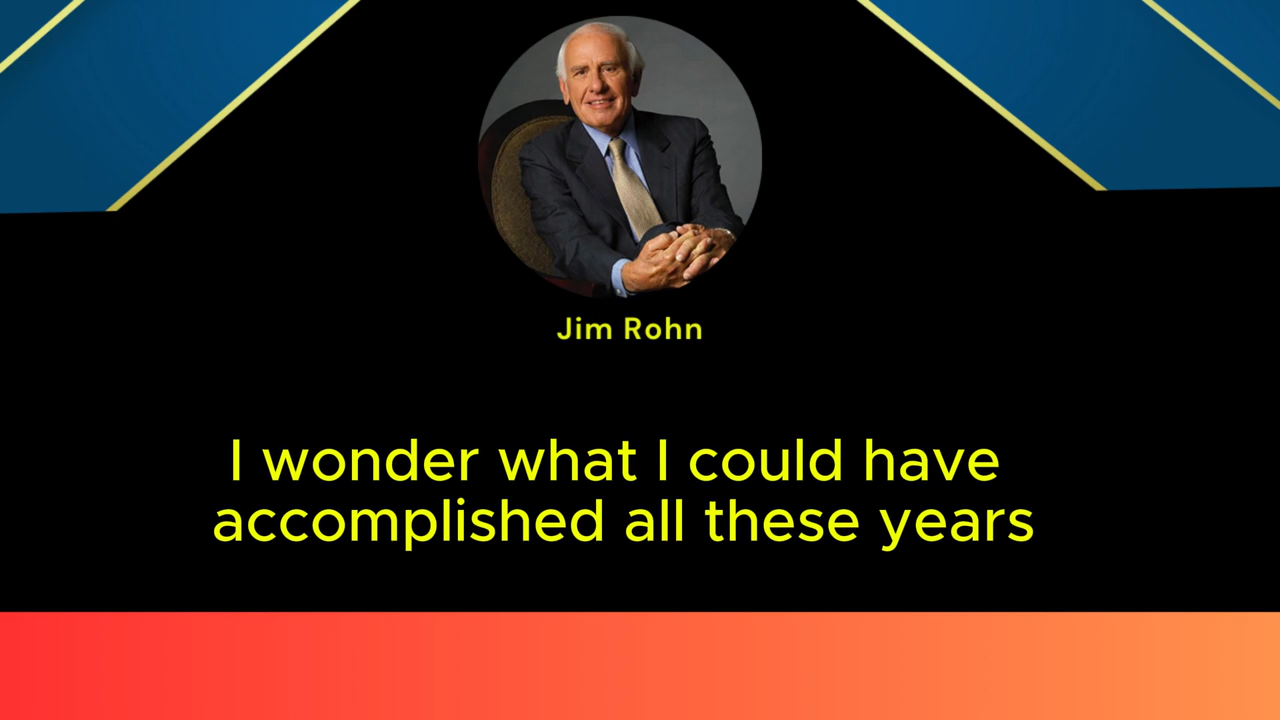 Jim Rohn
I wonder what I could have
accomplished all these years